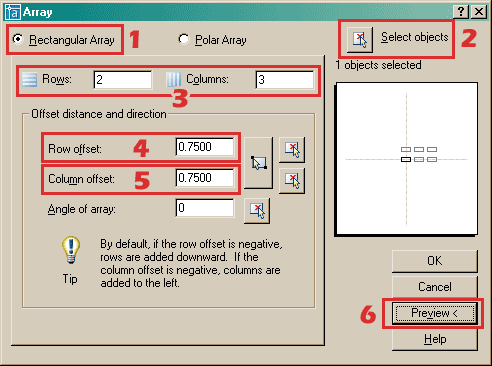 Array
Rectangular Array 1
Polar Array
Select objects 2
1 objects selected
Rows: 2 Columns: 3
3
Offset distance and direction
Row offset: 4 0.7500
Column offset: 5 0.7500
Angle of array: 0
Tip
By default, if the row offset is negative,
rows are added downward. If the
column offset is negative, columns are
added to the left.
OK
Cancel
6 Preview <
Help